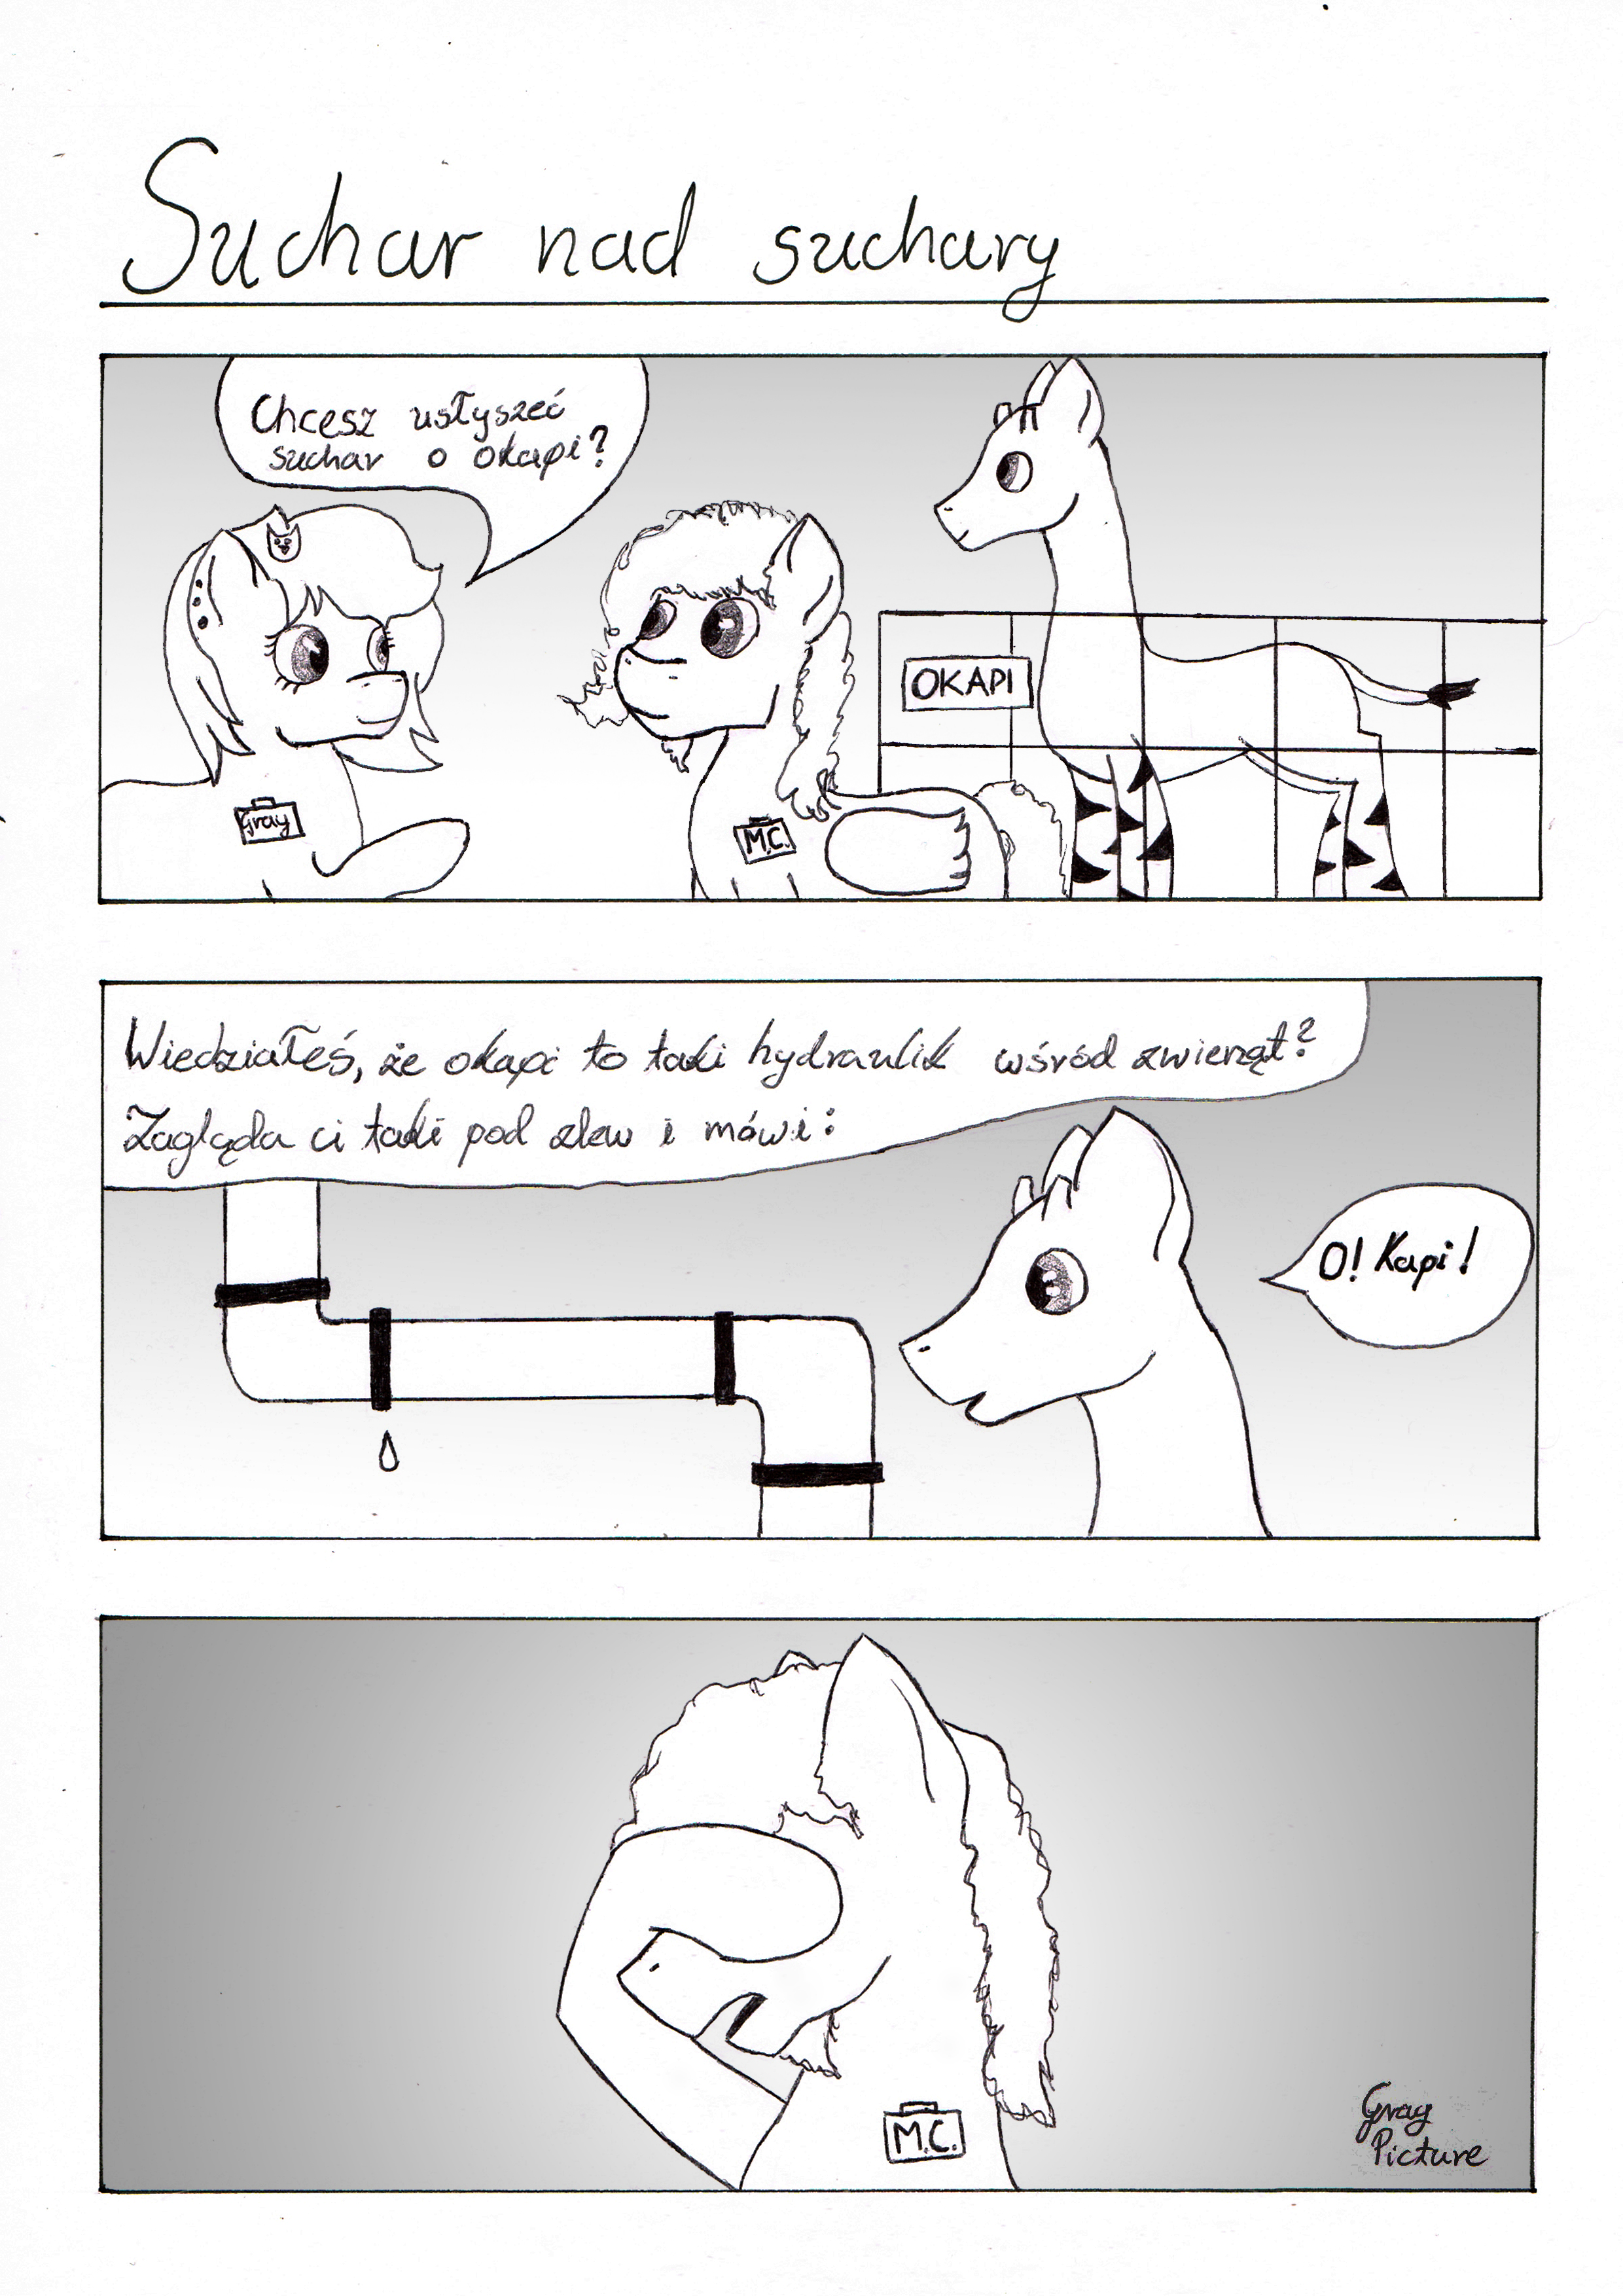 Suchar nad suchary
Chcesz usłyszeć
suchar o okapi?
OKAPI
Gray
M.C.
Wiedziałeś, że okapi to taki hydraulik wśród zwierząt?
Zagląda ci taki pod zlew i mówi:
O! Kapi!
M.C.
Gray
Picture